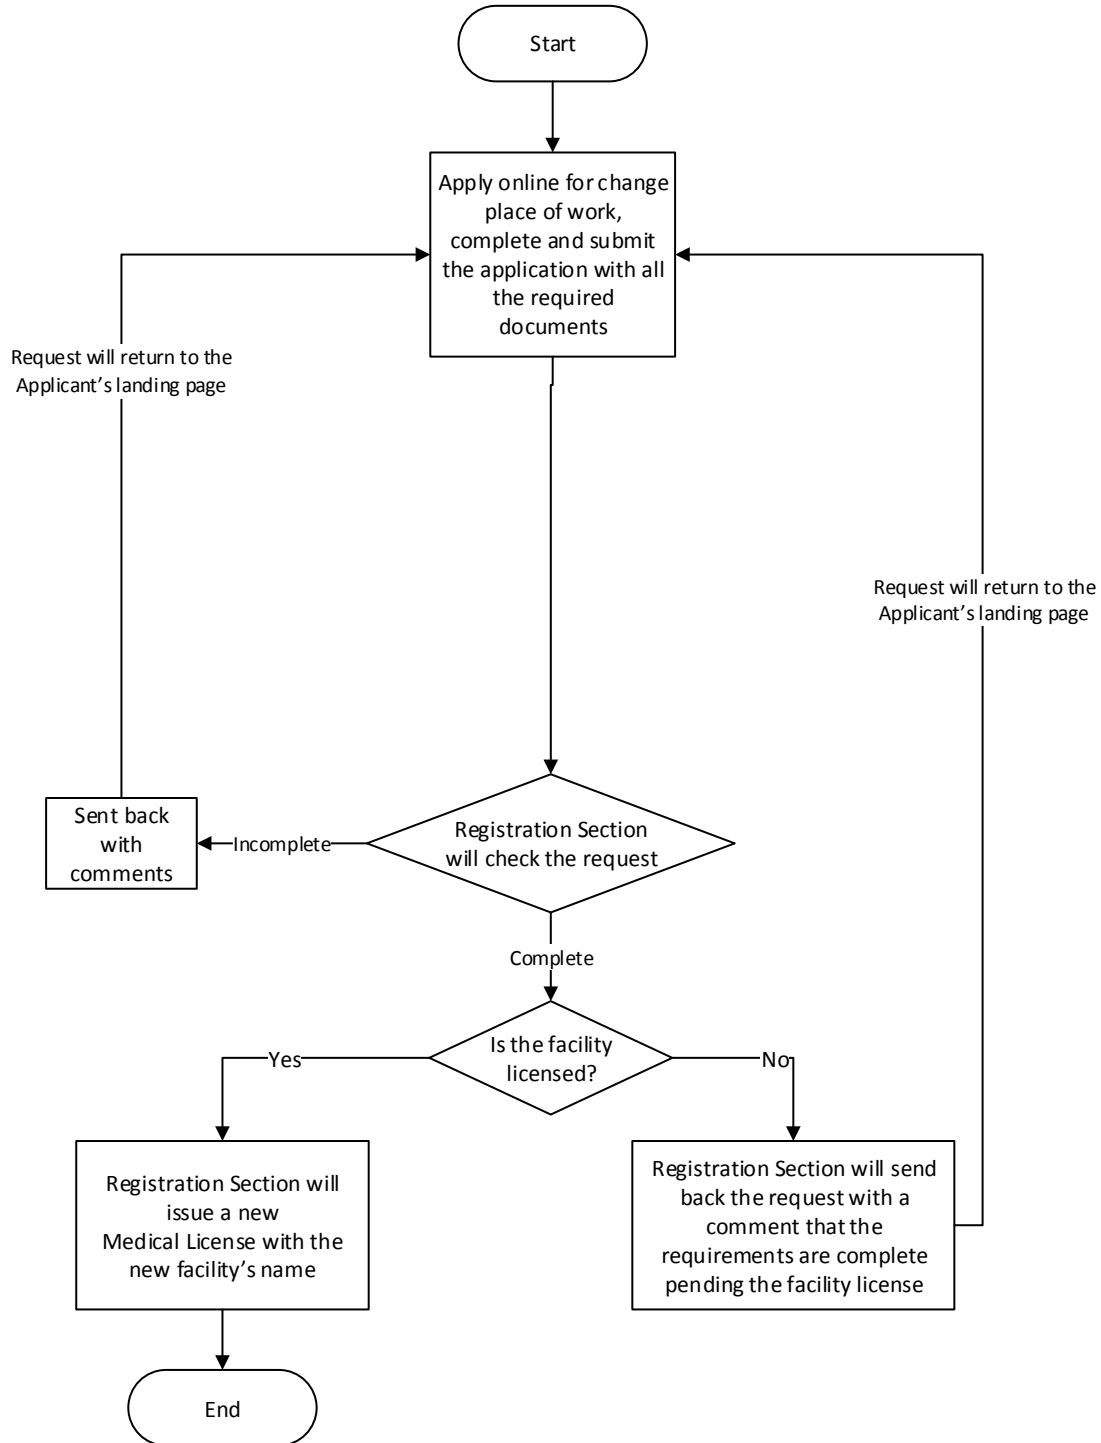 Start
Apply online for change
place of work,
complete and submit
the application with all
the required
documents
Request will return to the
Applicant’s landing page
Request will return to the
Applicant’s landing page
Sent back
with
comments
Incomplete
Registration Section
will check the request
Complete
Is the facility
licensed?
Yes
No
Registration Section will
issue a new
Medical License with the
new facility’s name
Registration Section will send
back the request with a
comment that the
requirements are complete
pending the facility license
End